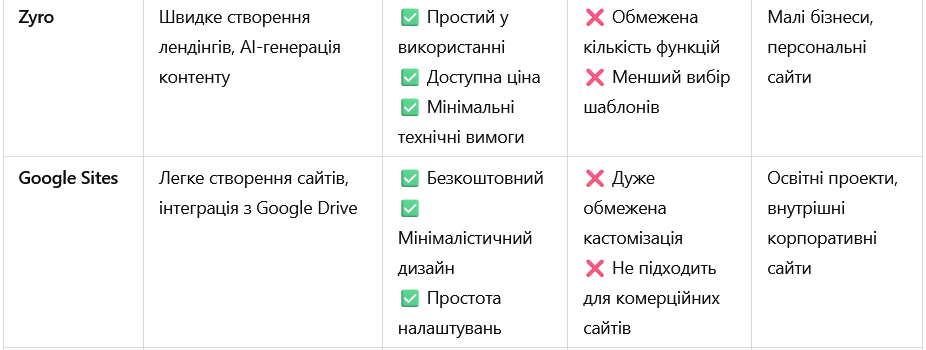 Zyro
Швидке створення
лендінгів, AI-генерація
контенту
✅ Простий у
використанні
✅ Доступна ціна
✅ Мінімальні
технічні вимоги
❌ Обмежена
кількість функцій
❌ Менший вибір
шаблонів
Малі бізнеси,
персональні
сайти
Google Sites
Легке створення сайтів,
інтеграція з Google Drive
✅ Безкоштовний
✅
Мінімалістичний
дизайн
✅ Простота
налаштувань
❌ Дуже
обмежена
кастомізація
❌ Не підходить
для комерційних
сайтів
Освітні проекти,
внутрішні
корпоративні
сайти